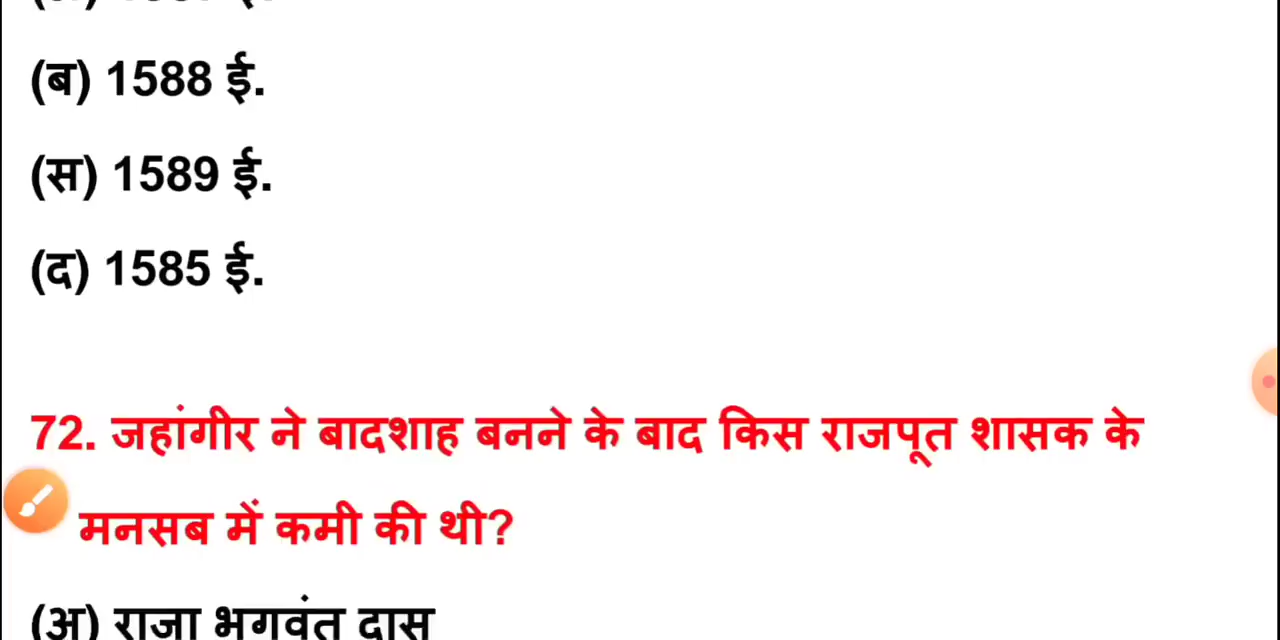 (ब) 1588 ई.
(स) 1589 ई.
(द) 1585 ई.
72. जहांगीर ने बादशाह बनने के बाद किस राजपूत शासक के
मनसब में कमी की थी?
(अ) राजा भगवंत दास